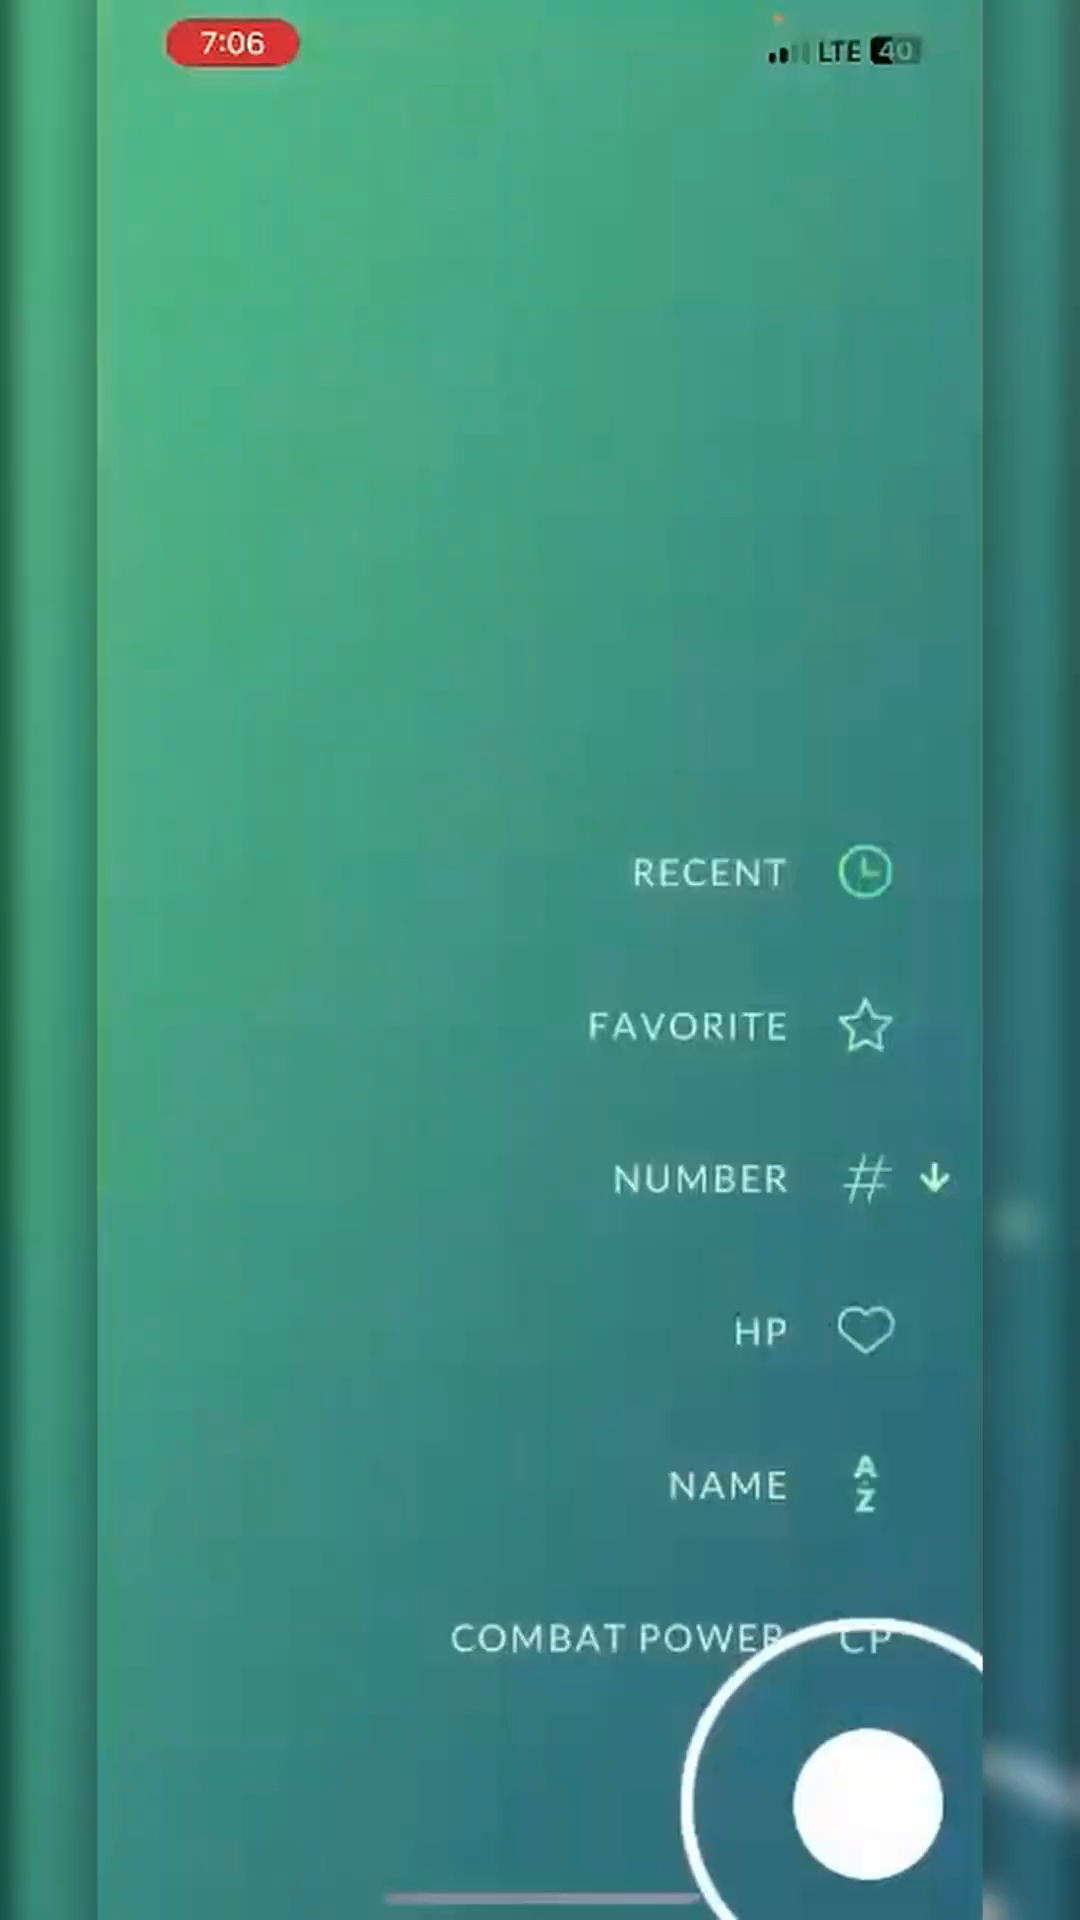 7:06
LTE 40
RECENT
FAVORITE
NUMBER #
HP
NAME A
Z
COMBAT POWER CP